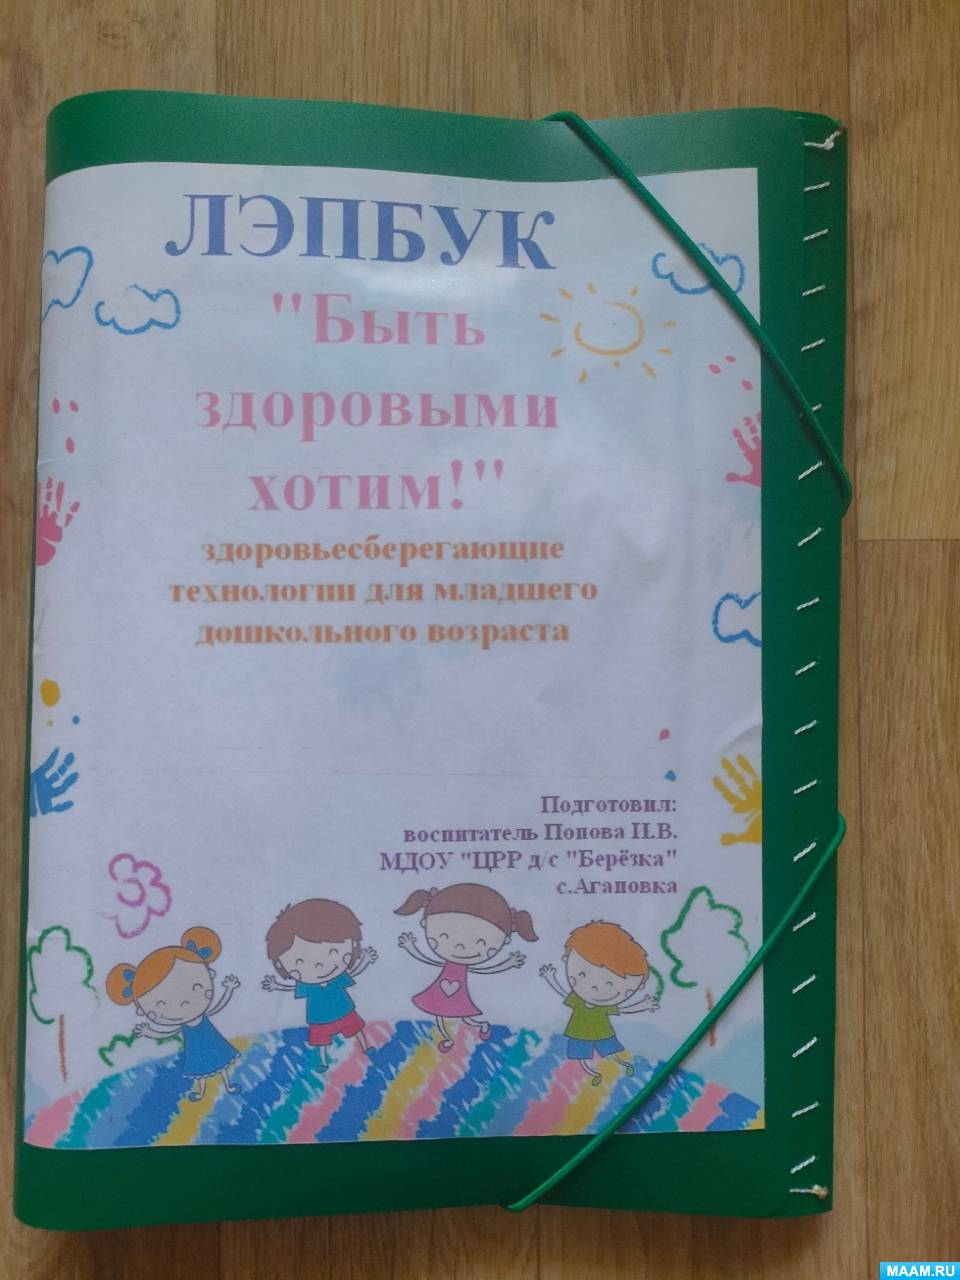 ЛЭПБУК
"Быть
здоровыми
хотим!"
здоровьесберегающие
технологии для младшего
дошкольного возраста
Подготовил:
воспитатель Попова И.В.
МДОУ "ЦРР д/с "Берёзка"
с.Агаповка
MAAM.RU